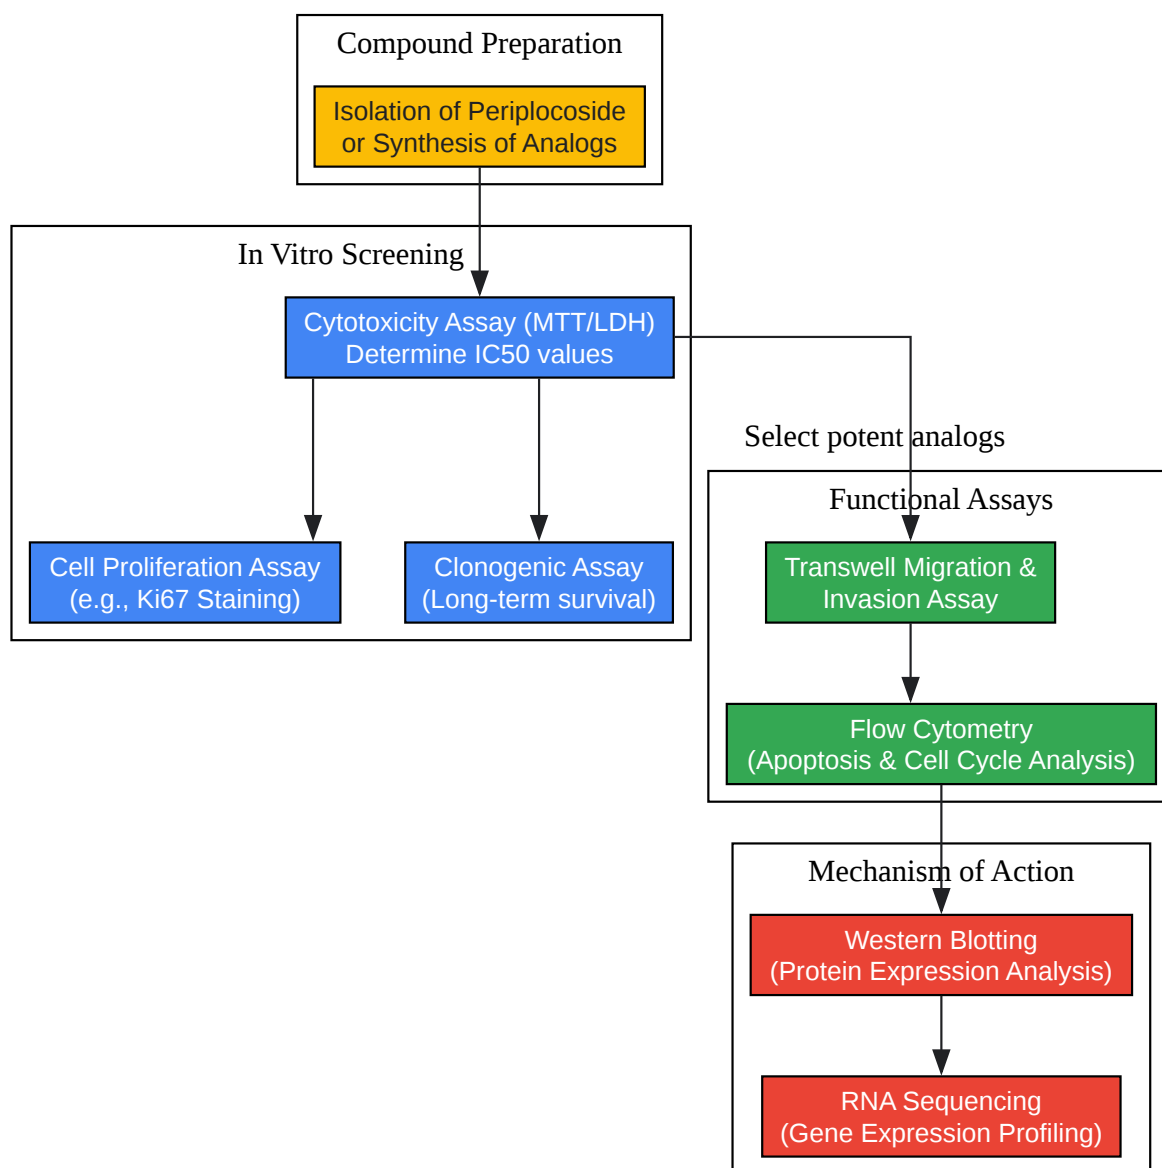 Compound Preparation
Isolation of Periplocoside
or Synthesis of Analogs
In Vitro Screening
Cytotoxicity Assay (MTT/LDH)
Determine IC50 values
Select potent analogs
Functional Assays
Cell Proliferation Assay
(e.g., Ki67 Staining)
Clonogenic Assay
(Long-term survival)
Transwell Migration &
Invasion Assay
Flow Cytometry
(Apoptosis & Cell Cycle Analysis)
Mechanism of Action
Western Blotting
(Protein Expression Analysis)
RNA Sequencing
(Gene Expression Profiling)